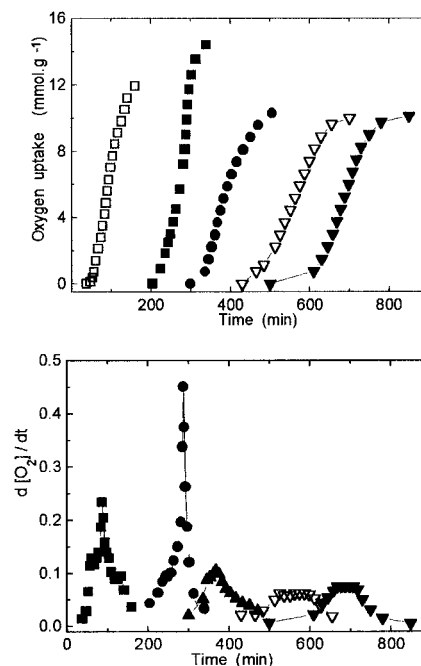 16
12
8
4
0
Oxygen uptake (mmol.g⁻¹)
200 400 600 800
Time (min)
0.5
0.4
0.3
0.2
0.1
0.0
d [O₂] / dt
0 200 400 600 800
Time (min)